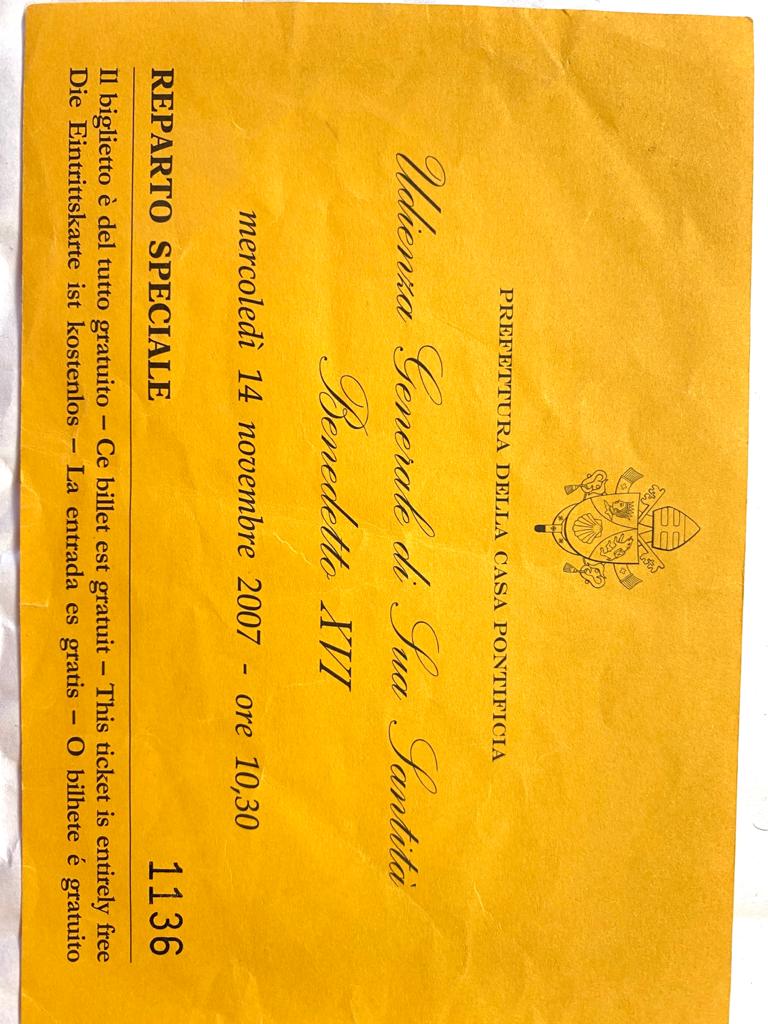 PREFETTURA DELLA CASA PONTIFICIA
Udienza Generale di Sua Santità
Benedetto XVI
mercoledì 14 novembre 2007 - ore 10,30
REPARTO SPECIALE 1136
Il biglietto è del tutto gratuito – Ce billet est gratuit – This ticket is entirely free
Die Eintrittskarte ist kostenlos – La entrada es gratis – O bilhete é gratuito